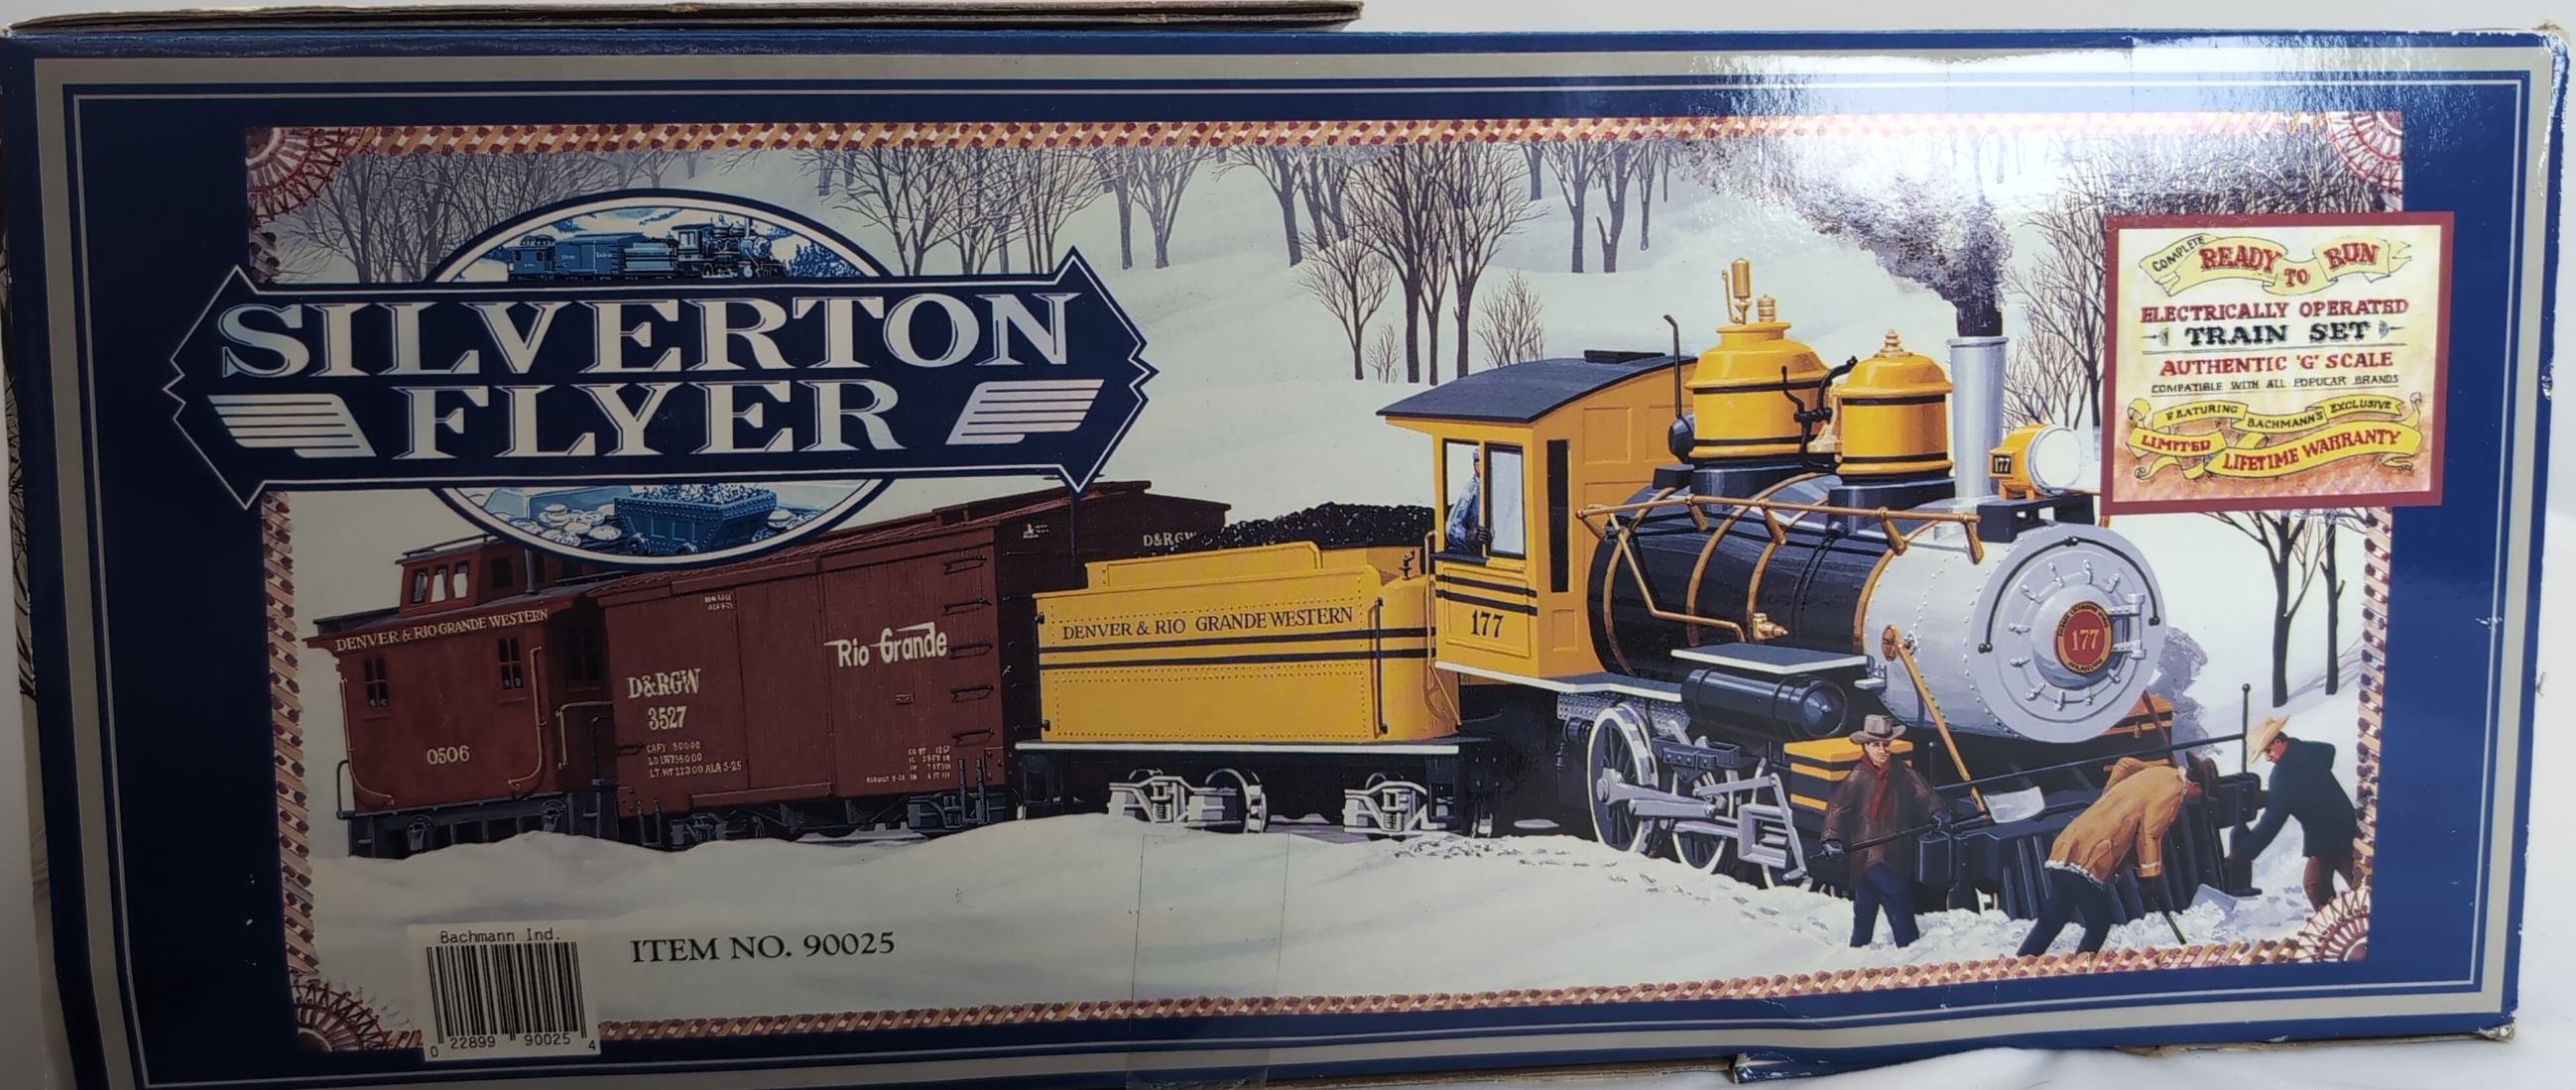 SILVERTON
FLYER
COMPLETE
READY
TO
RUN
ELECTRICALLY OPERATED
TRAIN SET
AUTHENTIC 'G' SCALE
COMPATIBLE WITH ALL POPULAR BRANDS
FEATURING
BACHMANN'S EXCLUSIVE
LIMITED
LIFETIME WARRANTY
177
D&RGW
DENVER & RIO GRANDE WESTERN
0506
Rio Grande
D&RGW
3527
DENVER & RIO GRANDE WESTERN
177
177
Bachmann Ind.
0 22899 90025 4
ITEM NO. 90025